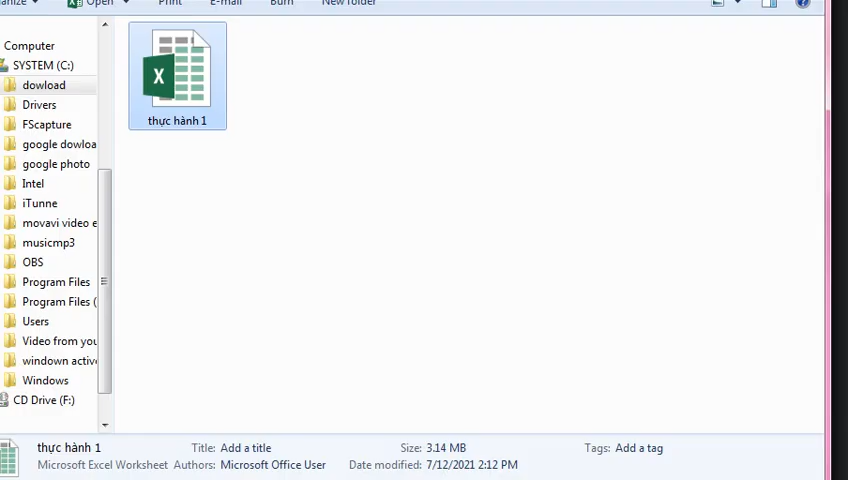 Open Print E-mail Burn New folder
Computer
SYSTEM (C:)
dowload
Drivers
FScapture
google dowloa
google photo
Intel
iTunne
movavi video e
musicmp3
OBS
Program Files
Program Files (
Users
Video from you
windown active
Windows
CD Drive (F:)
thực hành 1
thực hành 1 Title: Add a title Size: 3.14 MB Tags: Add a tag
Microsoft Excel Worksheet Authors: Microsoft Office User Date modified: 7/12/2021 2:12 PM